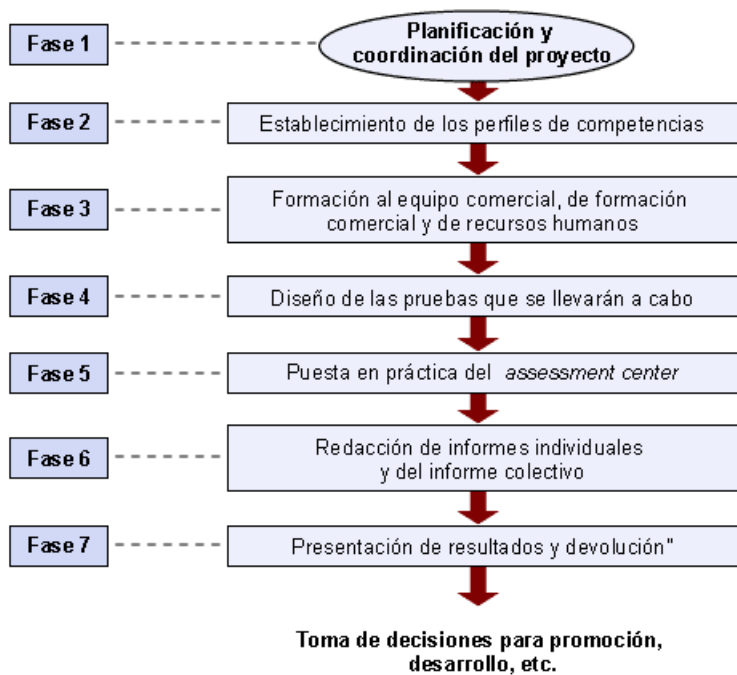 Fase 1
Planificación y
coordinación del proyecto
Fase 2
Establecimiento de los perfiles de competencias
Fase 3
Formación al equipo comercial, de formación
comercial y de recursos humanos
Fase 4
Diseño de las pruebas que se llevarán a cabo
Fase 5
Puesta en práctica del assessment center
Fase 6
Redacción de informes individuales
y del informe colectivo
Fase 7
Presentación de resultados y devolución"
Toma de decisiones para promoción,
desarrollo, etc.